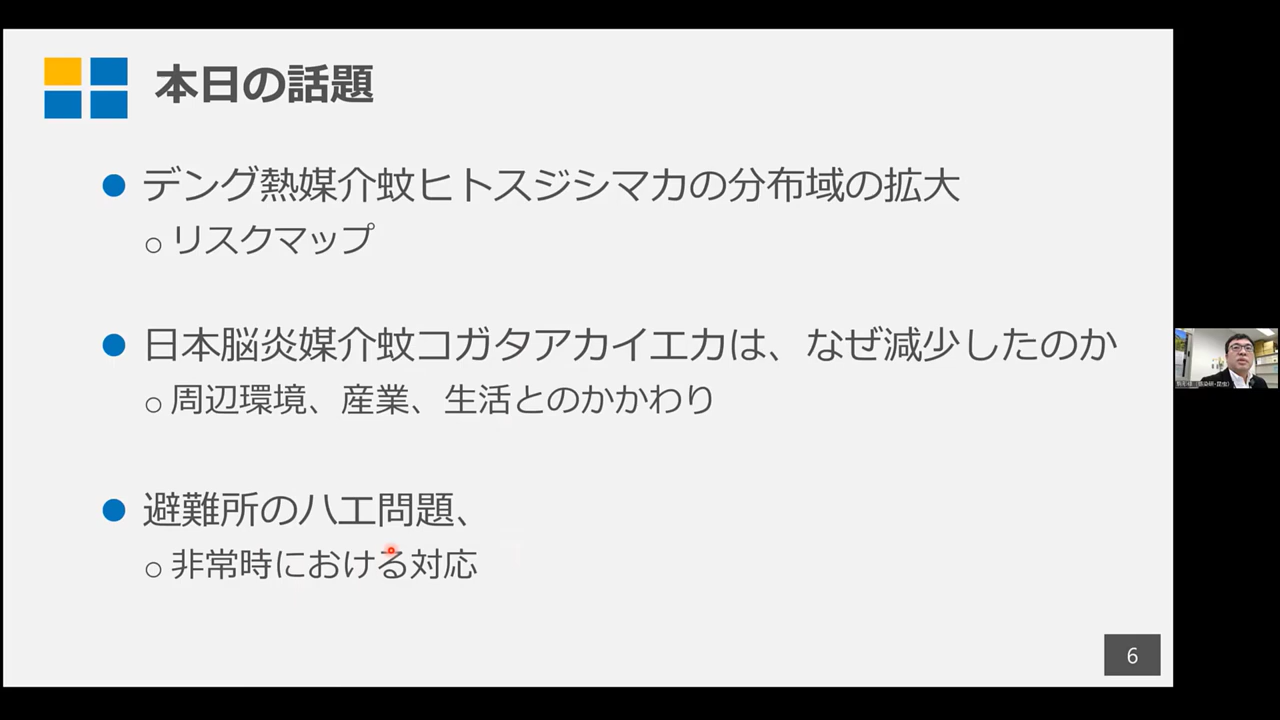 本日の話題
● デング熱媒介蚊ヒトスジシマカの分布域の拡大
○ リスクマップ
● 日本脳炎媒介蚊コガタアカイエカは、なぜ減少したのか
○ 周辺環境、産業、生活とのかかわり
● 避難所のハエ問題、
○ 非常時における対応
6